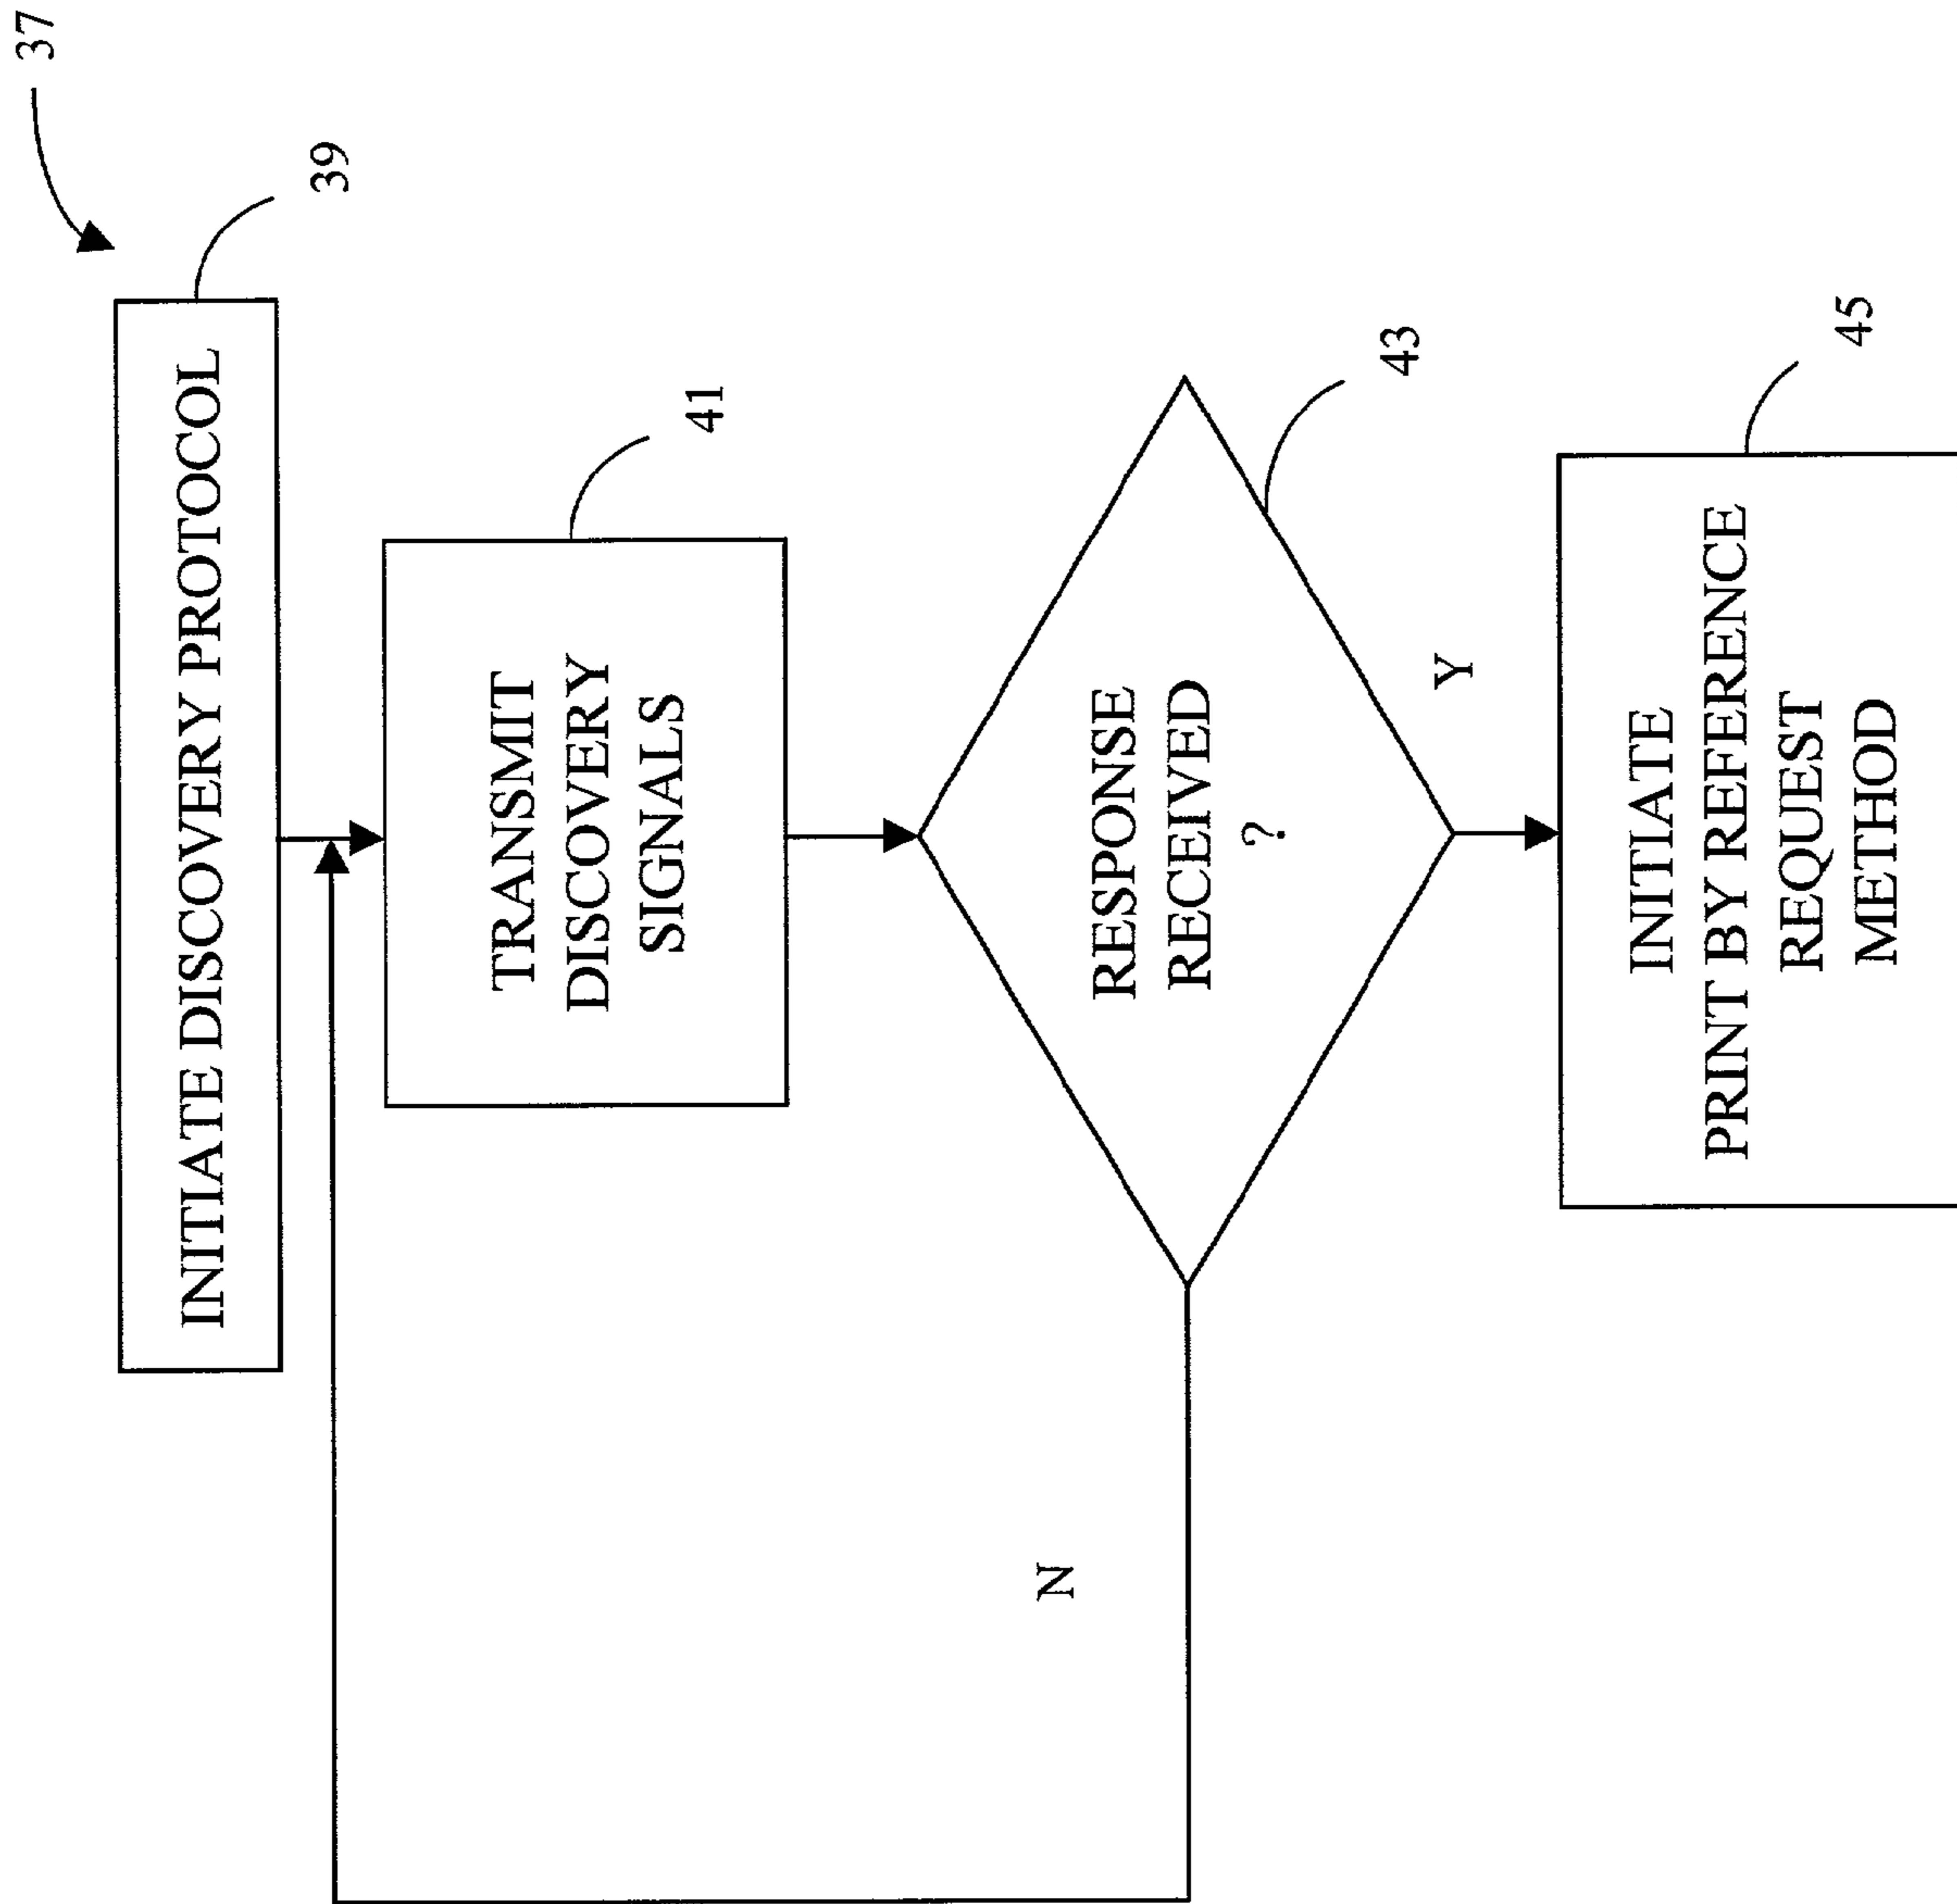 37
INITIATE DISCOVERY PROTOCOL
39
TRANSMIT
DISCOVERY
SIGNALS
41
RESPONSE
RECEIVED
?
43
N
Y
INITIATE
PRINT BY REFERENCE
REQUEST
METHOD
45